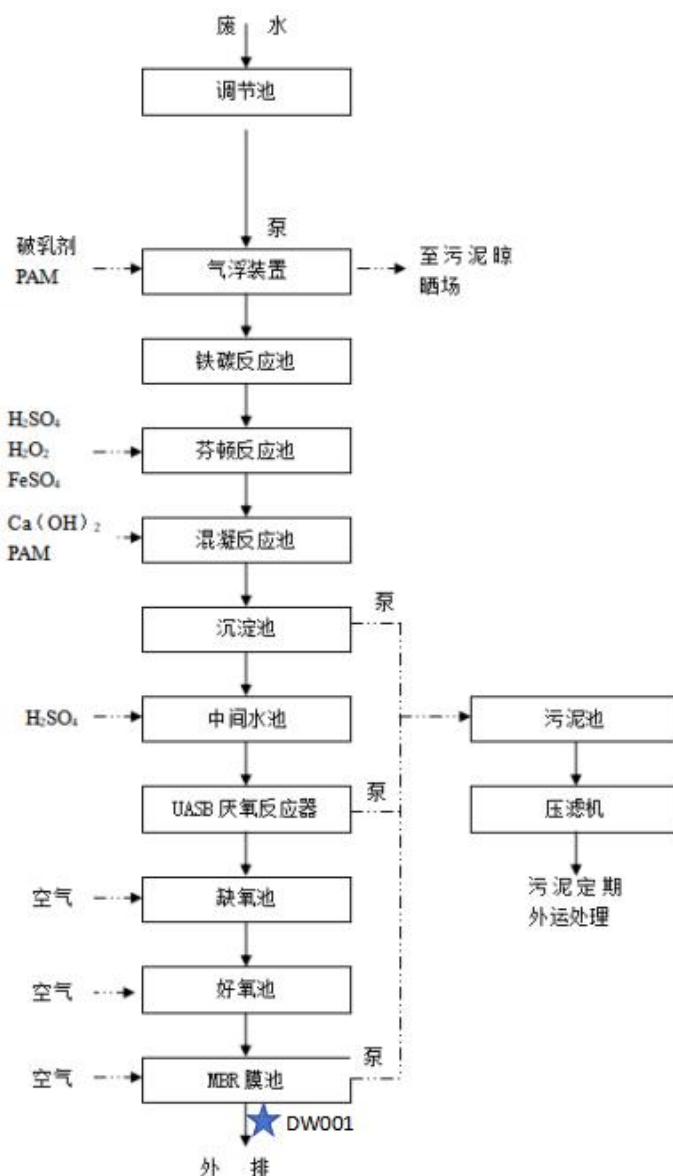 废 水
调节池
泵
破乳剂
PAM
气浮装置
至污泥晾
晒场
铁碳反应池
H₂SO₄
H₂O₂
FeSO₄
芬顿反应池
Ca(OH)₂
PAM
混凝反应池
泵
沉淀池
H₂SO₄
中间水池
污泥池
泵
UASB 厌氧反应器
压滤机
空气
缺氧池
污泥定期
外运处理
空气
好氧池
泵
空气
MBR 膜池
DW001
外 排